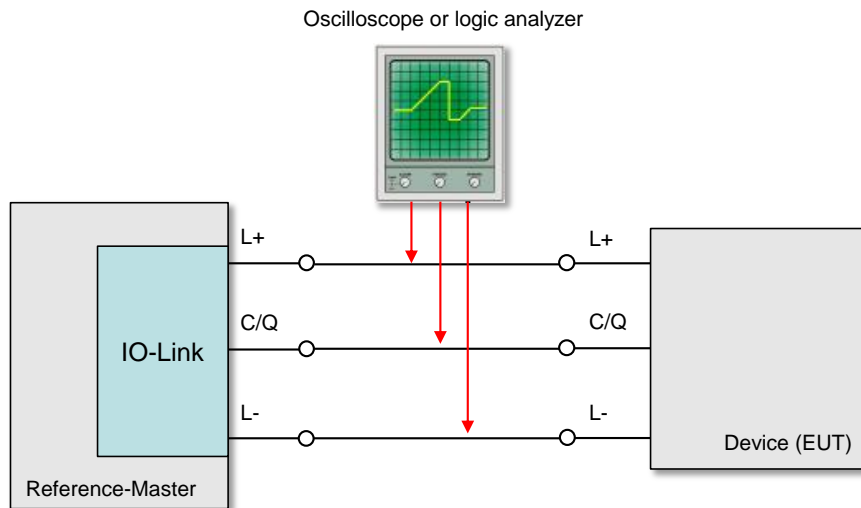 Oscilloscope or logic analyzer
L+
L+
C/Q
C/Q
IO-Link
L-
L-
Device (EUT)
Reference-Master